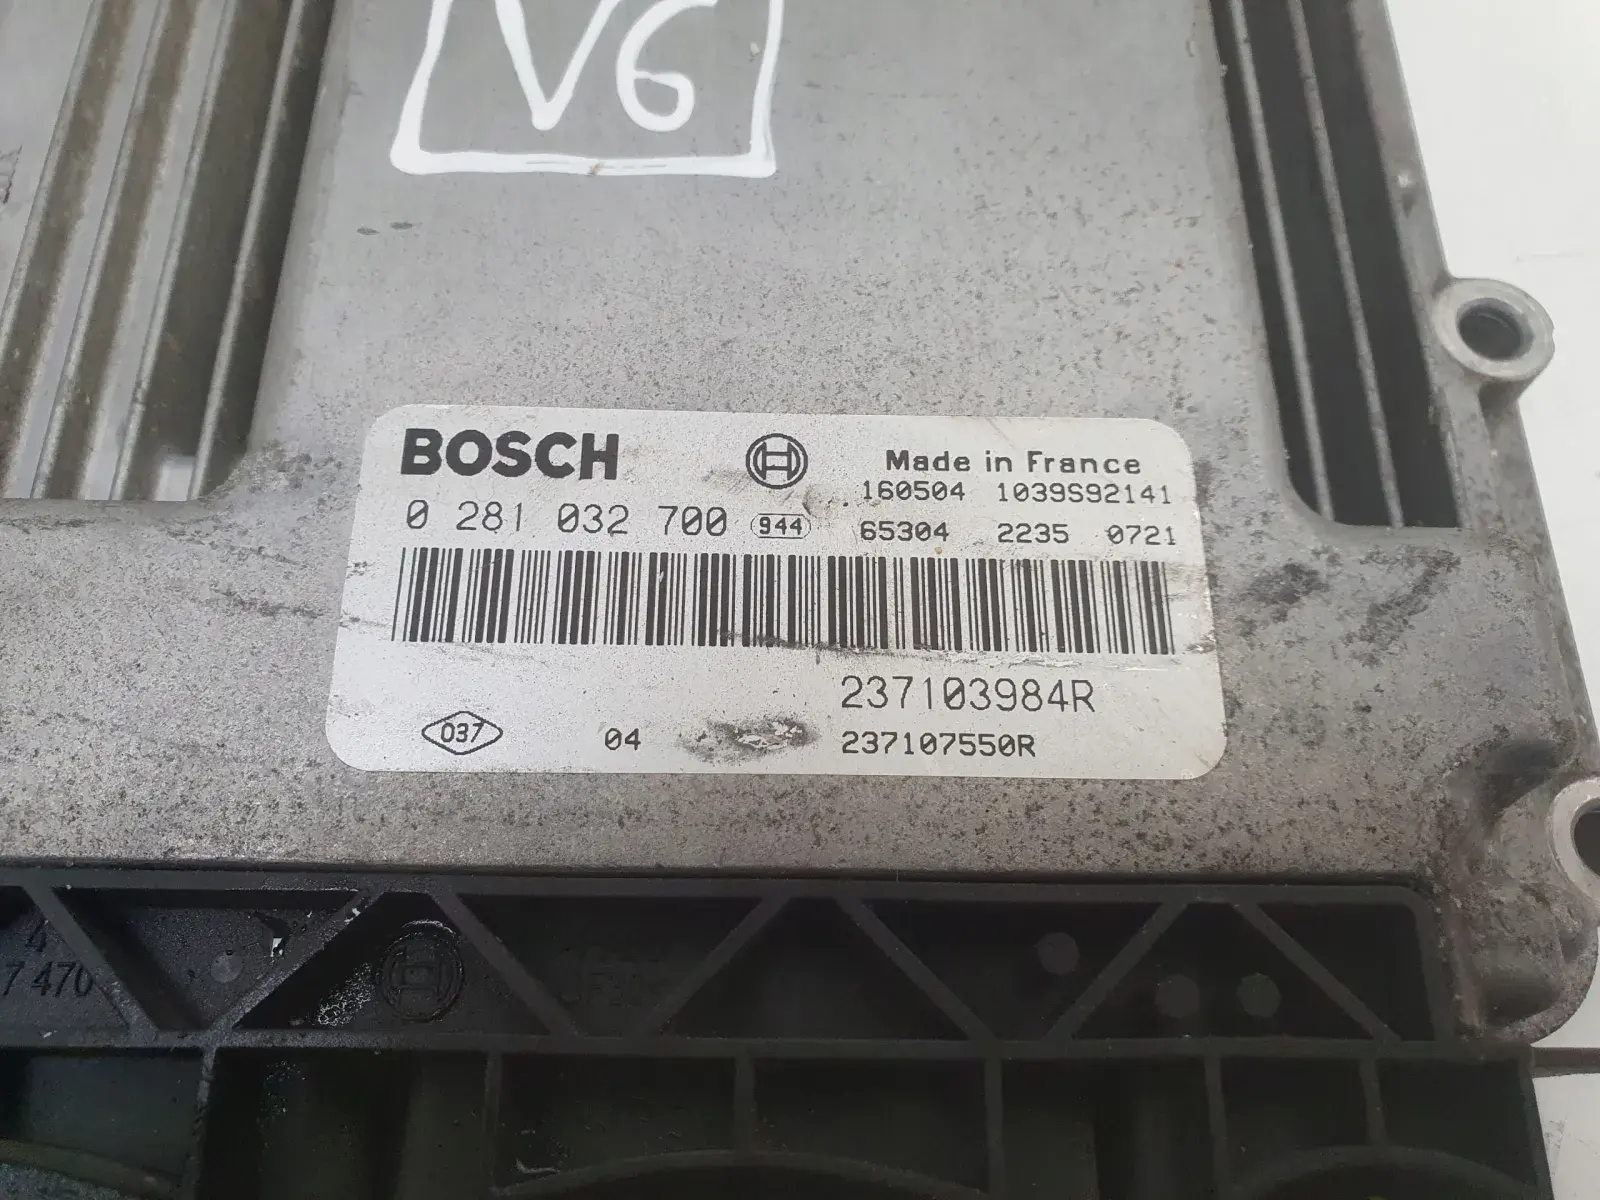 V6
BOSCH
Made in France
160504 1039S92141
0 281 032 700 944 65304 2235 0721
237103984R
037 04 237107550R
4
7 470